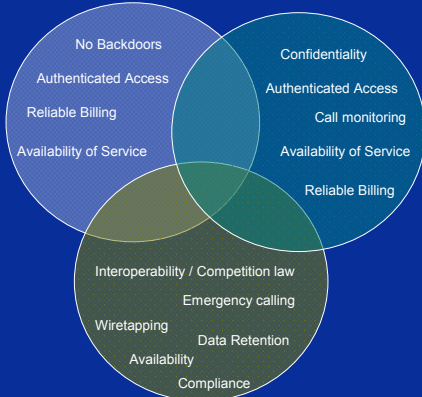 No Backdoors
Authenticated Access
Reliable Billing
Availability of Service
Confidentiality
Authenticated Access
Call monitoring
Availability of Service
Reliable Billing
Interoperability / Competition law
Emergency calling
Wiretapping
Data Retention
Availability
Compliance